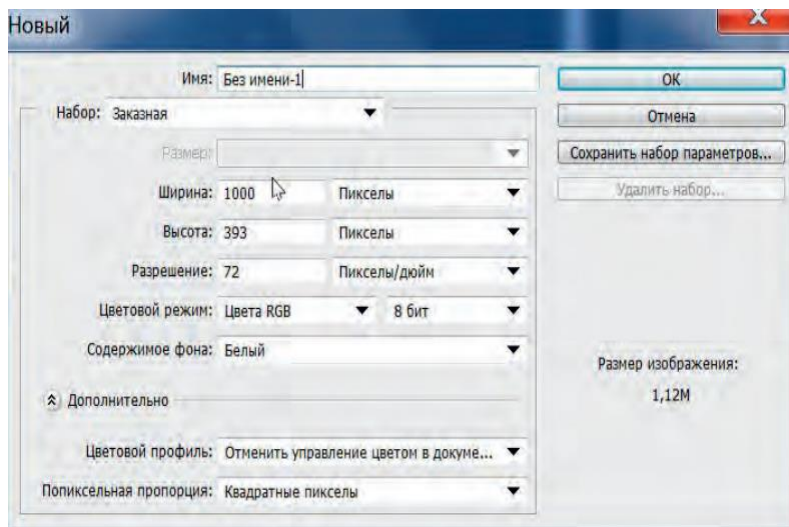 Новый
Имя: Без имени-1
OK
Набор: Заказная
Отмена
Размер:
Сохранить набор параметров...
Ширина: 1000 Пикселы
Удалить набор...
Высота: 393 Пикселы
Разрешение: 72 Пикселы/дюйм
Цветовой режим: Цвета RGB 8 бит
Содержимое фона: Белый
Размер изображения:
1,12M
Дополнительно
Цветовой профиль: Отменить управление цветом в докуме...
Попиксельная пропорция: Квадратные пикселы